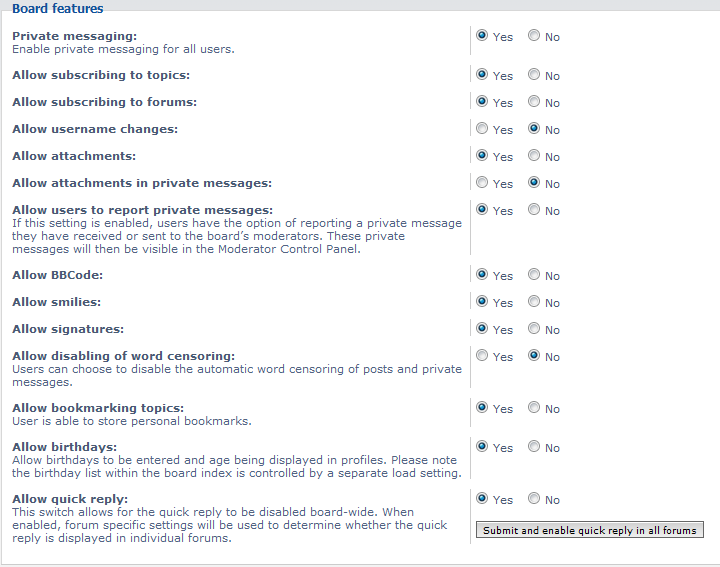 Board features
Private messaging: Yes No
Enable private messaging for all users.
Allow subscribing to topics: Yes No
Allow subscribing to forums: Yes No
Allow username changes: Yes No
Allow attachments: Yes No
Allow attachments in private messages: Yes No
Allow users to report private messages: Yes No
If this setting is enabled, users have the option of reporting a private message
they have received or sent to the board’s moderators. These private
messages will then be visible in the Moderator Control Panel.
Allow BBCode: Yes No
Allow smilies: Yes No
Allow signatures: Yes No
Allow disabling of word censoring: Yes No
Users can choose to disable the automatic word censoring of posts and private
messages.
Allow bookmarking topics: Yes No
User is able to store personal bookmarks.
Allow birthdays: Yes No
Allow birthdays to be entered and age being displayed in profiles. Please note
the birthday list within the board index is controlled by a separate load setting.
Allow quick reply: Yes No
This switch allows for the quick reply to be disabled board-wide. When
enabled, forum specific settings will be used to determine whether the quick
reply is displayed in individual forums.
Submit and enable quick reply in all forums